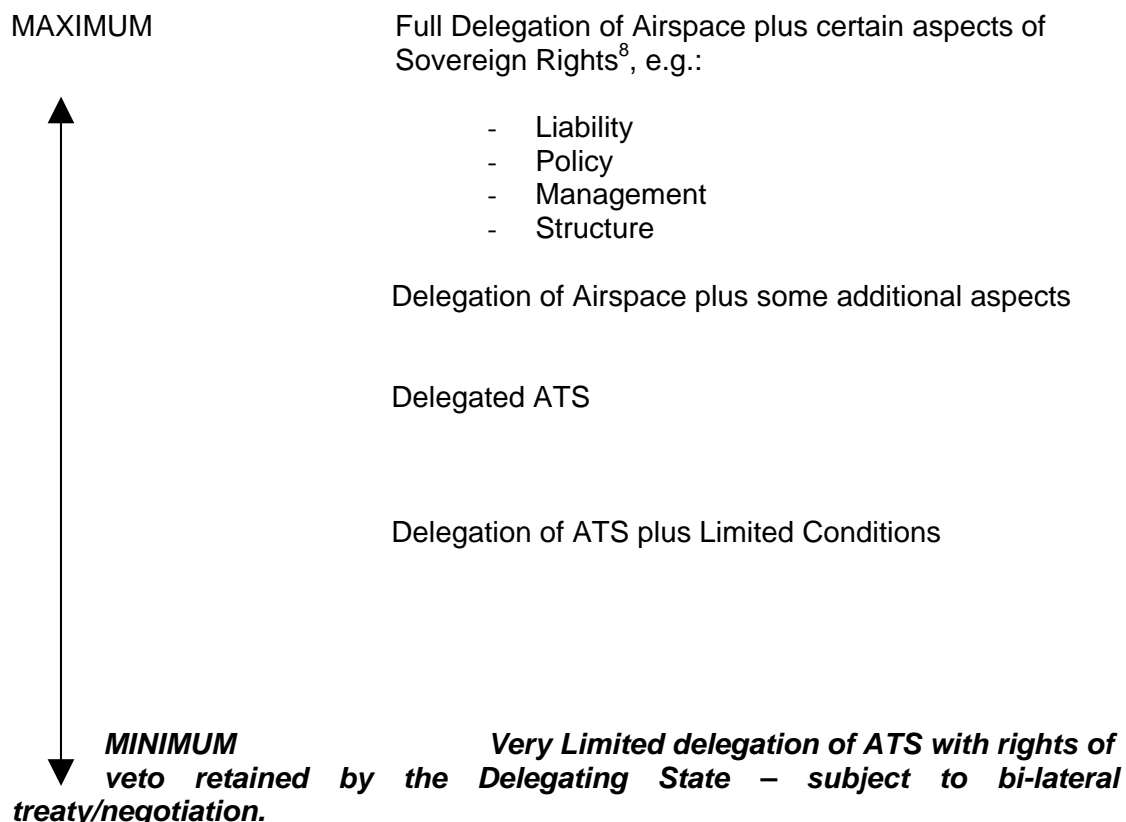 MAXIMUM Full Delegation of Airspace plus certain aspects of
Sovereign Rights8, e.g.:
- Liability
- Policy
- Management
- Structure
Delegation of Airspace plus some additional aspects
Delegated ATS
Delegation of ATS plus Limited Conditions
MINIMUM Very Limited delegation of ATS with rights of
veto retained by the Delegating State – subject to bi-lateral
treaty/negotiation.